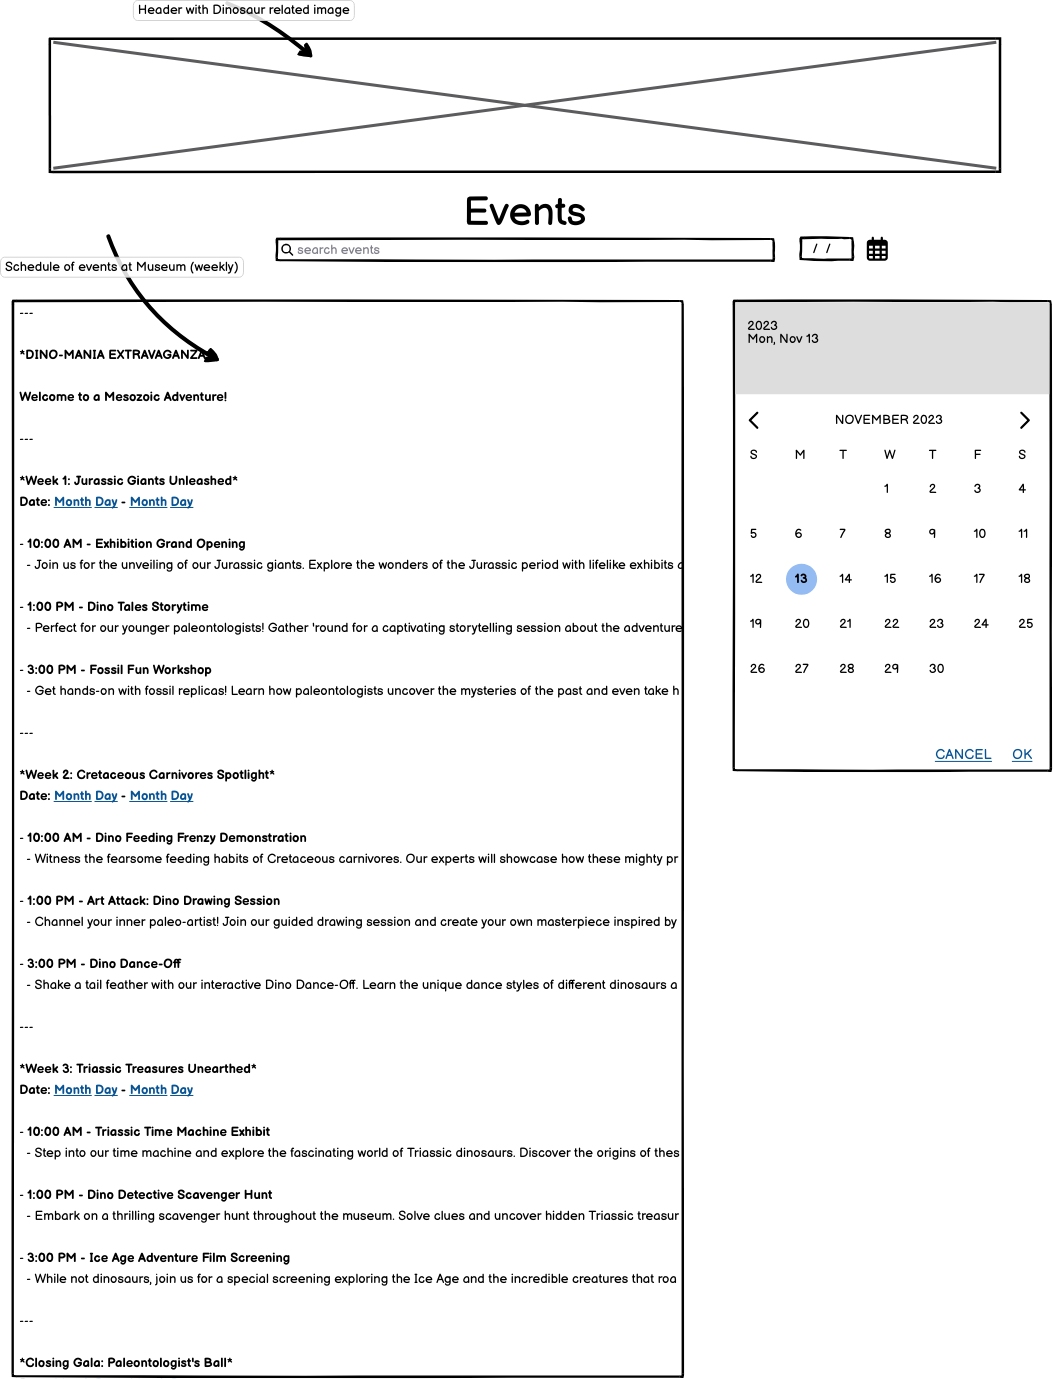 Header with Dinosaur related image
Events
search events
/ /
Schedule of events at Museum (weekly)
---
*DINO-MANIA EXTRAVAGANZA
Welcome to a Mesozoic Adventure!
---
*Week 1: Jurassic Giants Unleashed*
Date: Month Day - Month Day
- 10:00 AM - Exhibition Grand Opening
- Join us for the unveiling of our Jurassic giants. Explore the wonders of the Jurassic period with lifelike exhibits
- 1:00 PM - Dino Tales Storytime
- Perfect for our younger paleontologists! Gather 'round for a captivating storytelling session about the adventure
- 3:00 PM - Fossil Fun Workshop
- Get hands-on with fossil replicas! Learn how paleontologists uncover the mysteries of the past and even take h
---
*Week 2: Cretaceous Carnivores Spotlight*
Date: Month Day - Month Day
- 10:00 AM - Dino Feeding Frenzy Demonstration
- Witness the fearsome feeding habits of Cretaceous carnivores. Our experts will showcase how these mighty pr
- 1:00 PM - Art Attack: Dino Drawing Session
- Channel your inner paleo-artist! Join our guided drawing session and create your own masterpiece inspired by
- 3:00 PM - Dino Dance-Off
- Shake a tail feather with our interactive Dino Dance-Off. Learn the unique dance styles of different dinosaurs a
---
*Week 3: Triassic Treasures Unearthed*
Date: Month Day - Month Day
- 10:00 AM - Triassic Time Machine Exhibit
- Step into our time machine and explore the fascinating world of Triassic dinosaurs. Discover the origins of thes
- 1:00 PM - Dino Detective Scavenger Hunt
- Embark on a thrilling scavenger hunt throughout the museum. Solve clues and uncover hidden Triassic treasur
- 3:00 PM - Ice Age Adventure Film Screening
- While not dinosaurs, join us for a special screening exploring the Ice Age and the incredible creatures that roa
---
*Closing Gala: Paleontologist's Ball*
2023
Mon, Nov 13
NOVEMBER 2023
S M T W T F S
1 2 3 4
5 6 7 8 9 10 11
12 13 14 15 16 17 18
19 20 21 22 23 24 25
26 27 28 29 30
CANCEL OK